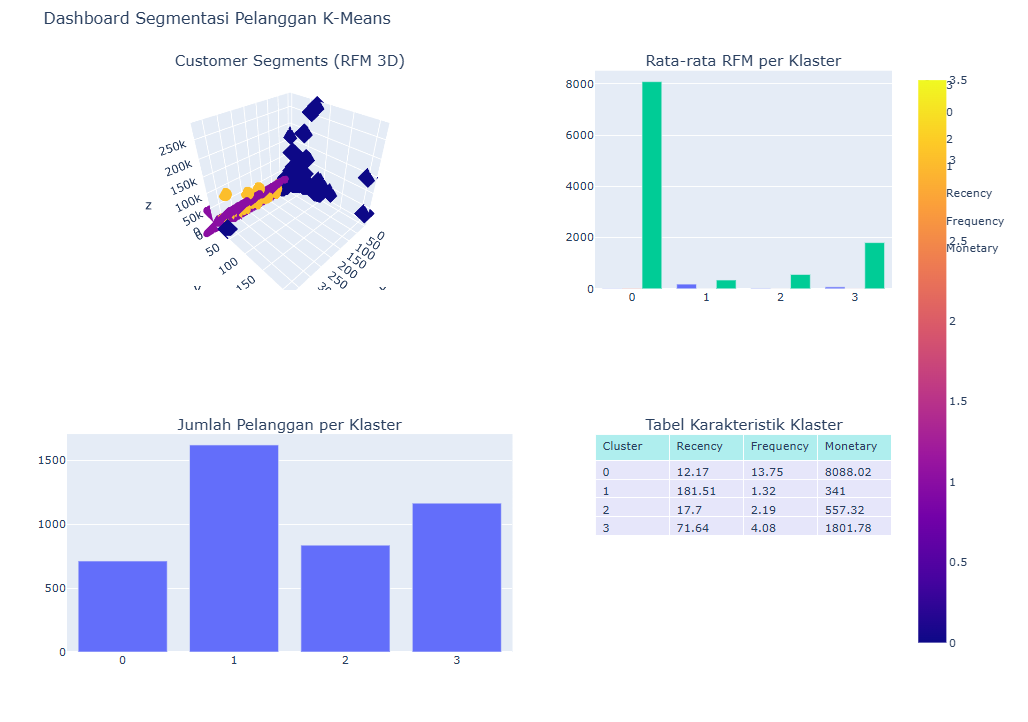 Dashboard Segmentasi Pelanggan K-Means
Customer Segments (RFM 3D)
250k
200k
150k
100k
50k
0
z
0
50
100
150
0
50
100
150
200
250
Rata-rata RFM per Klaster
8000
6000
4000
2000
0
0 1 2 3
3.5
3
0
2
3
1
Recency
Frequency
2.5
Monetary
2
1.5
1
0.5
0
Jumlah Pelanggan per Klaster
1500
1000
500
0
0 1 2 3
Tabel Karakteristik Klaster
Cluster Recency Frequency Monetary
0 12.17 13.75 8088.02
1 181.51 1.32 341
2 17.7 2.19 557.32
3 71.64 4.08 1801.78